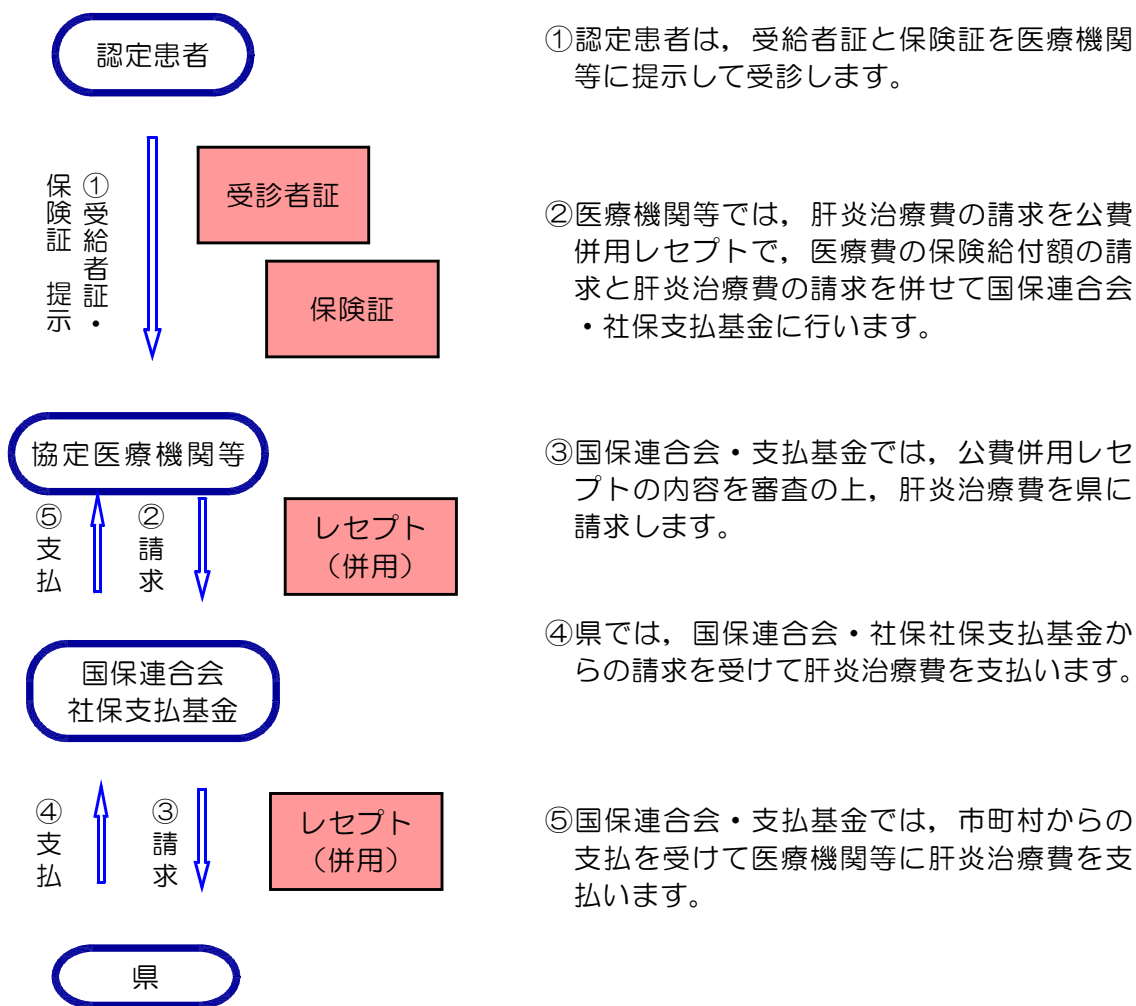 認定患者
①受給者証・
保険証　提示
受診者証
保険証
協定医療機関等
⑤支払
②請求
レセプト
（併用）
国保連合会
社保支払基金
④支払
③請求
レセプト
（併用）
県
①認定患者は，受給者証と保険証を医療機関
等に提示して受診します。
②医療機関等では，肝炎治療費の請求を公費
併用レセプトで，医療費の保険給付額の請
求と肝炎治療費の請求を併せて国保連合会
・社保支払基金に行います。
③国保連合会・支払基金では，公費併用レセ
プトの内容を審査の上，肝炎治療費を県に
請求します。
④県では，国保連合会・社保社保支払基金か
らの請求を受けて肝炎治療費を支払います。
⑤国保連合会・支払基金では，市町村からの
支払を受けて医療機関等に肝炎治療費を支
払います。